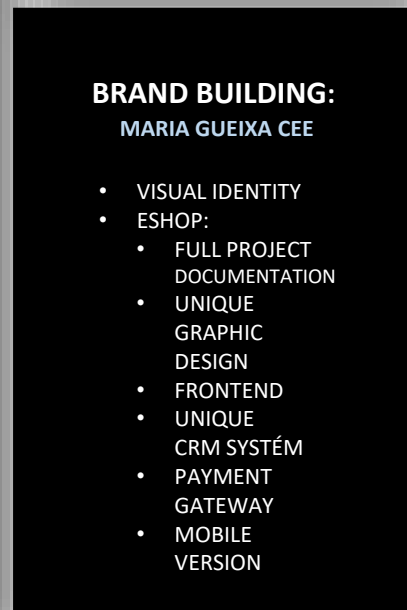 BRAND BUILDING:
MARIA GUEIXA CEE
• VISUAL IDENTITY
• ESHOP:
• FULL PROJECT
DOCUMENTATION
• UNIQUE
GRAPHIC
DESIGN
• FRONTEND
• UNIQUE
CRM SYSTÉM
• PAYMENT
GATEWAY
• MOBILE
VERSION